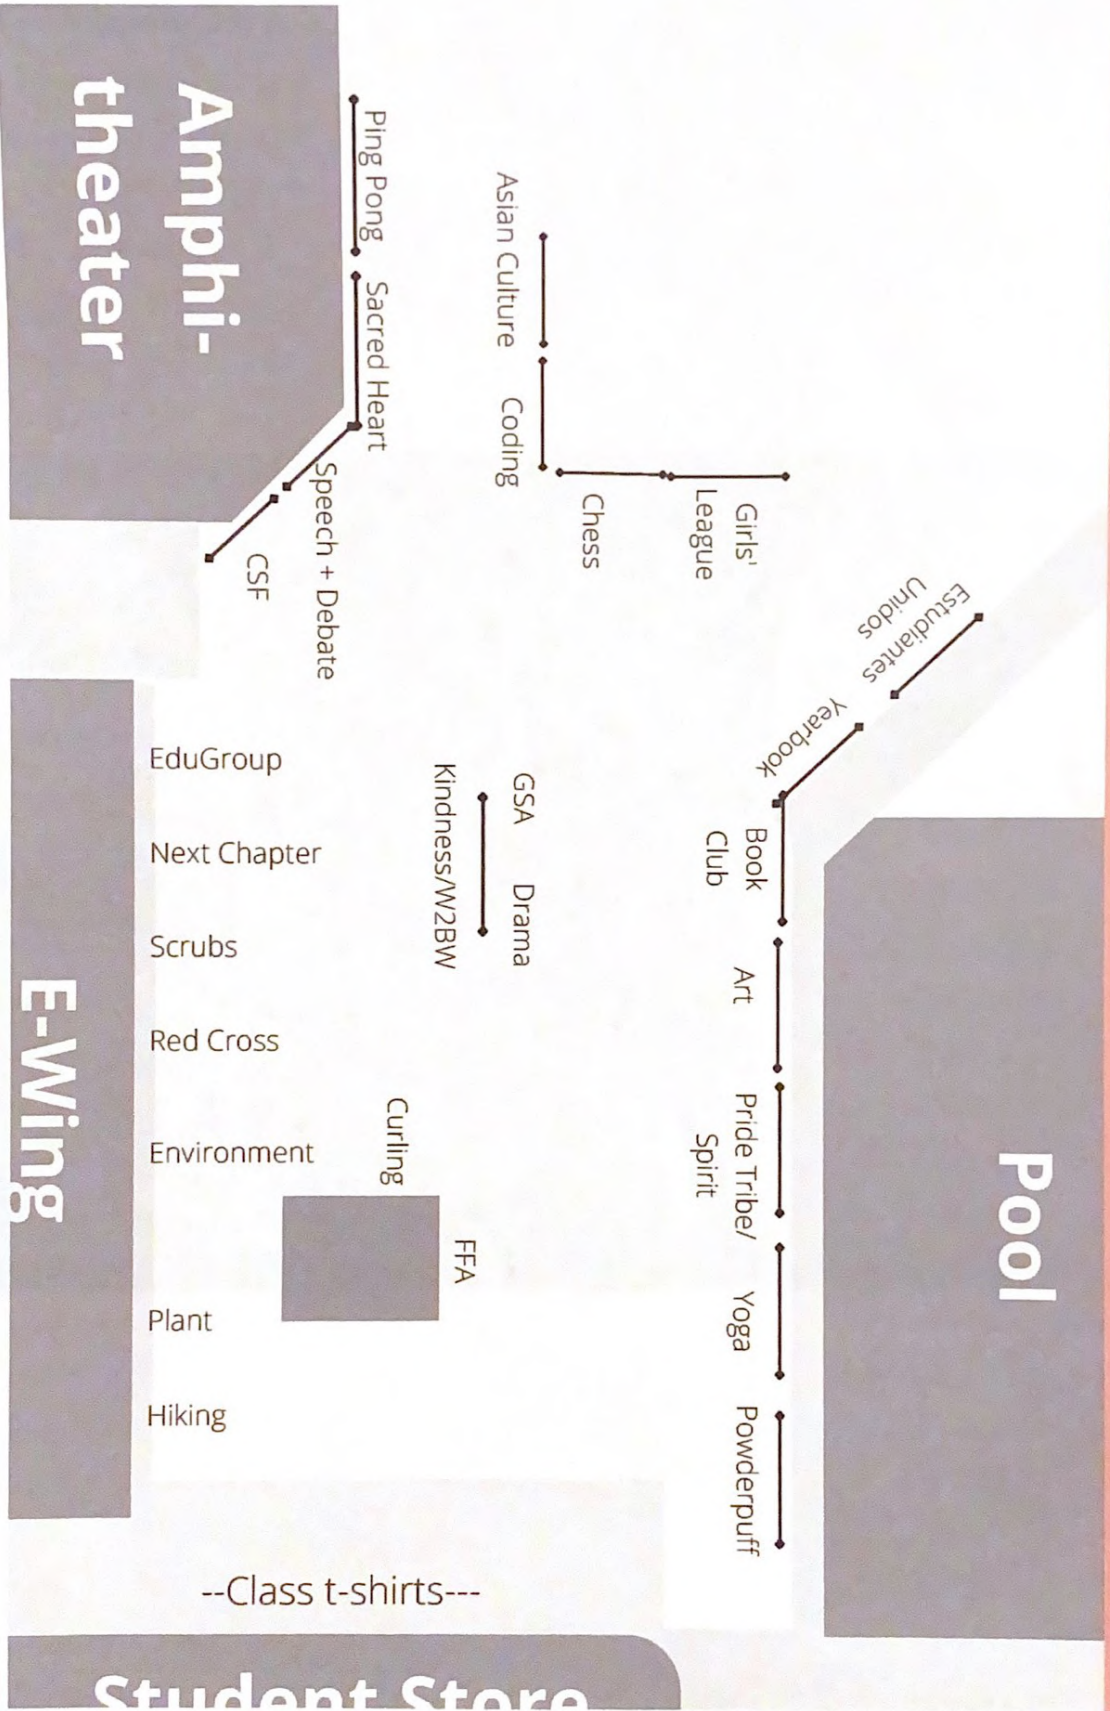 Amphi-
theater
Ping Pong
Sacred Heart
Speech + Debate
CSF
Asian Culture
Coding
Chess
Girls'
League
Estudiantes
Unidos
Yearbook
Book
Club
Art
Pride Tribe/
Spirit
Yoga
Powderpuff
Pool
GSA
Drama
Kindness/W2BW
EduGroup
Next Chapter
Scrubs
Red Cross
Environment
Plant
Hiking
Curling
FFA
E-Wing
--Class t-shirts---
Student Store